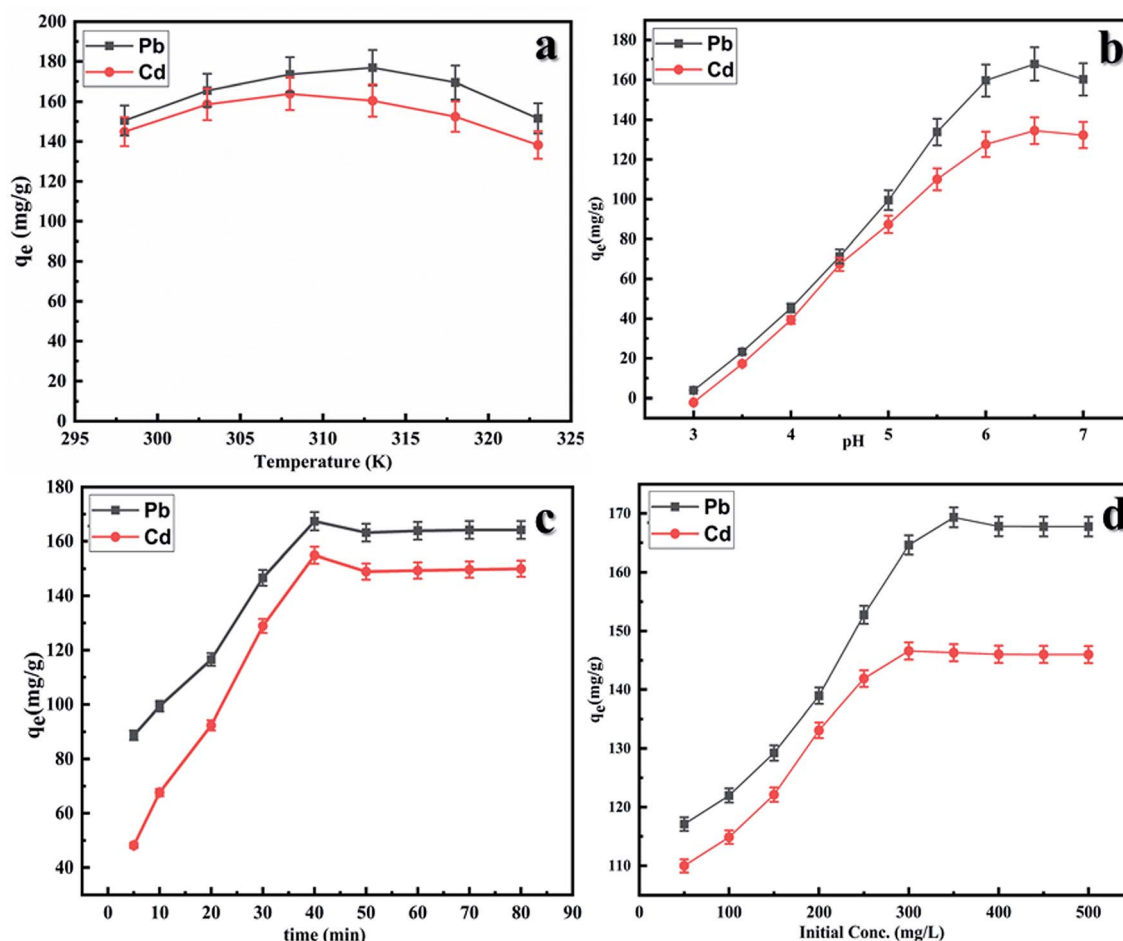 a
Pb
Cd
200
180
160
140
120
100
80
60
40
20
0
q_e (mg/g)
295 300 305 310 315 320 325
Temperature (K)
b
Pb
Cd
180
160
140
120
100
80
60
40
20
0
q_e(mg/g)
3 4 5 6 7
pH
c
Pb
Cd
180
160
140
120
100
80
60
40
q_e(mg/g)
0 10 20 30 40 50 60 70 80 90
time (min)
d
Pb
Cd
170
160
150
140
130
120
110
q_e(mg/g)
0 100 200 300 400 500
Initial Conc. (mg/L)